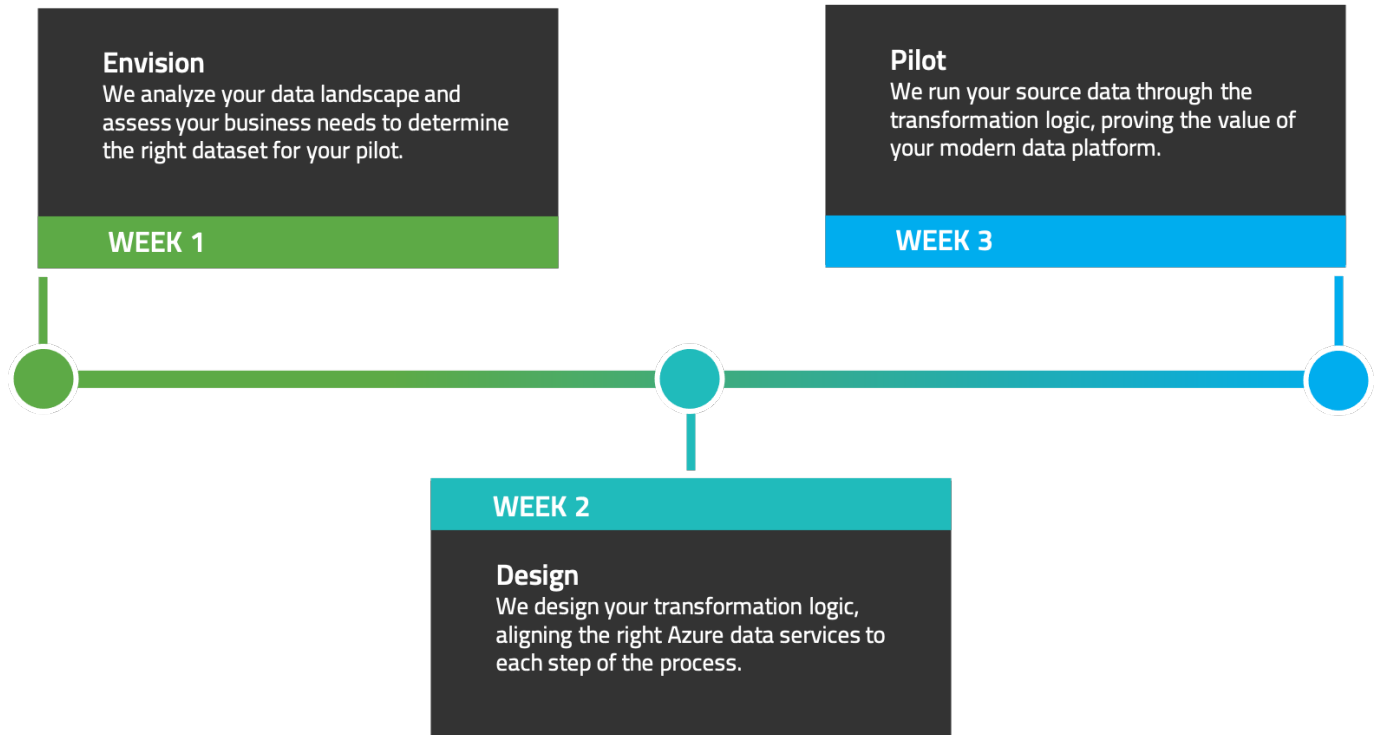 Envision
We analyze your data landscape and
assess your business needs to determine
the right dataset for your pilot.
WEEK 1
WEEK 2
Design
We design your transformation logic,
aligning the right Azure data services to
each step of the process.
Pilot
We run your source data through the
transformation logic, proving the value of
your modern data platform.
WEEK 3